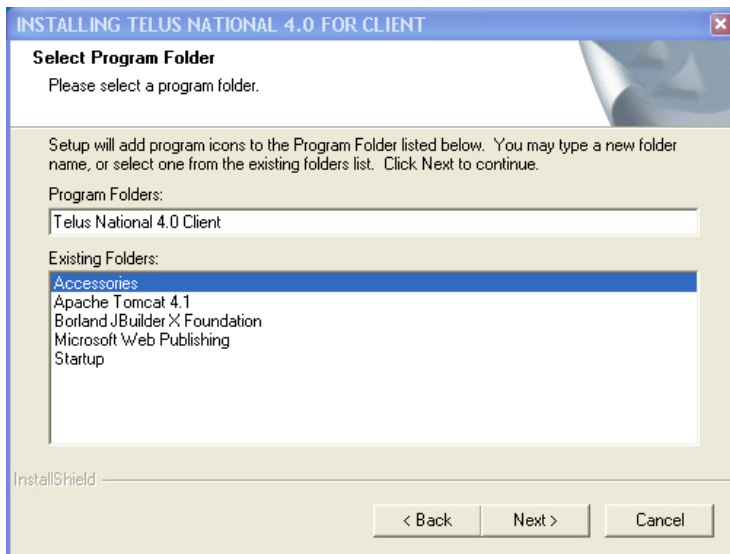 INSTALLING TELUS NATIONAL 4.0 FOR CLIENT
Select Program Folder
Please select a program folder.
Setup will add program icons to the Program Folder listed below. You may type a new folder
name, or select one from the existing folders list. Click Next to continue.
Program Folders:
Telus National 4.0 Client
Existing Folders:
Accessories
Apache Tomcat 4.1
Borland JBuilder X Foundation
Microsoft Web Publishing
Startup
InstallShield
< Back Next > Cancel